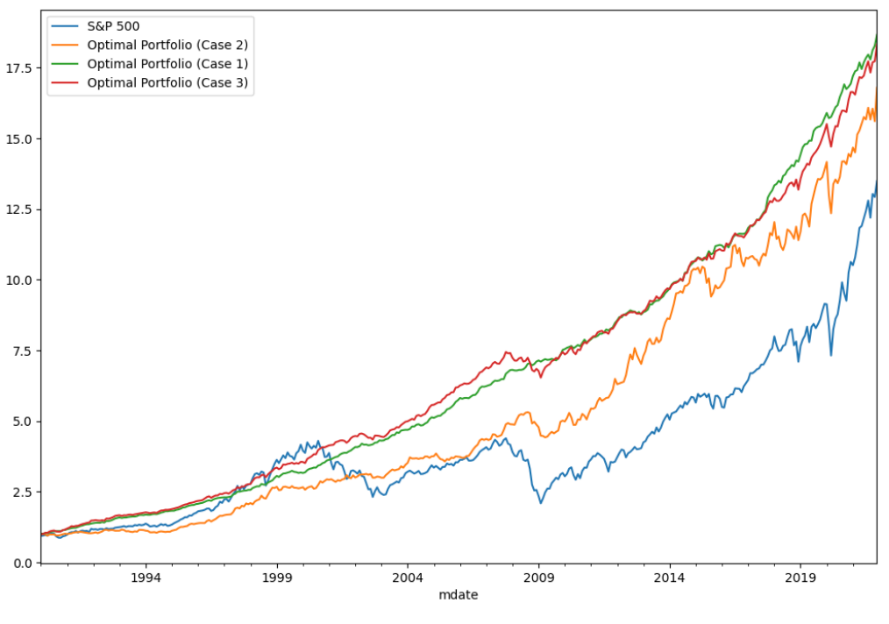 S&P 500
Optimal Portfolio (Case 2)
Optimal Portfolio (Case 1)
Optimal Portfolio (Case 3)
17.5
15.0
12.5
10.0
7.5
5.0
2.5
0.0
1994 1999 2004 2009 2014 2019
mdate